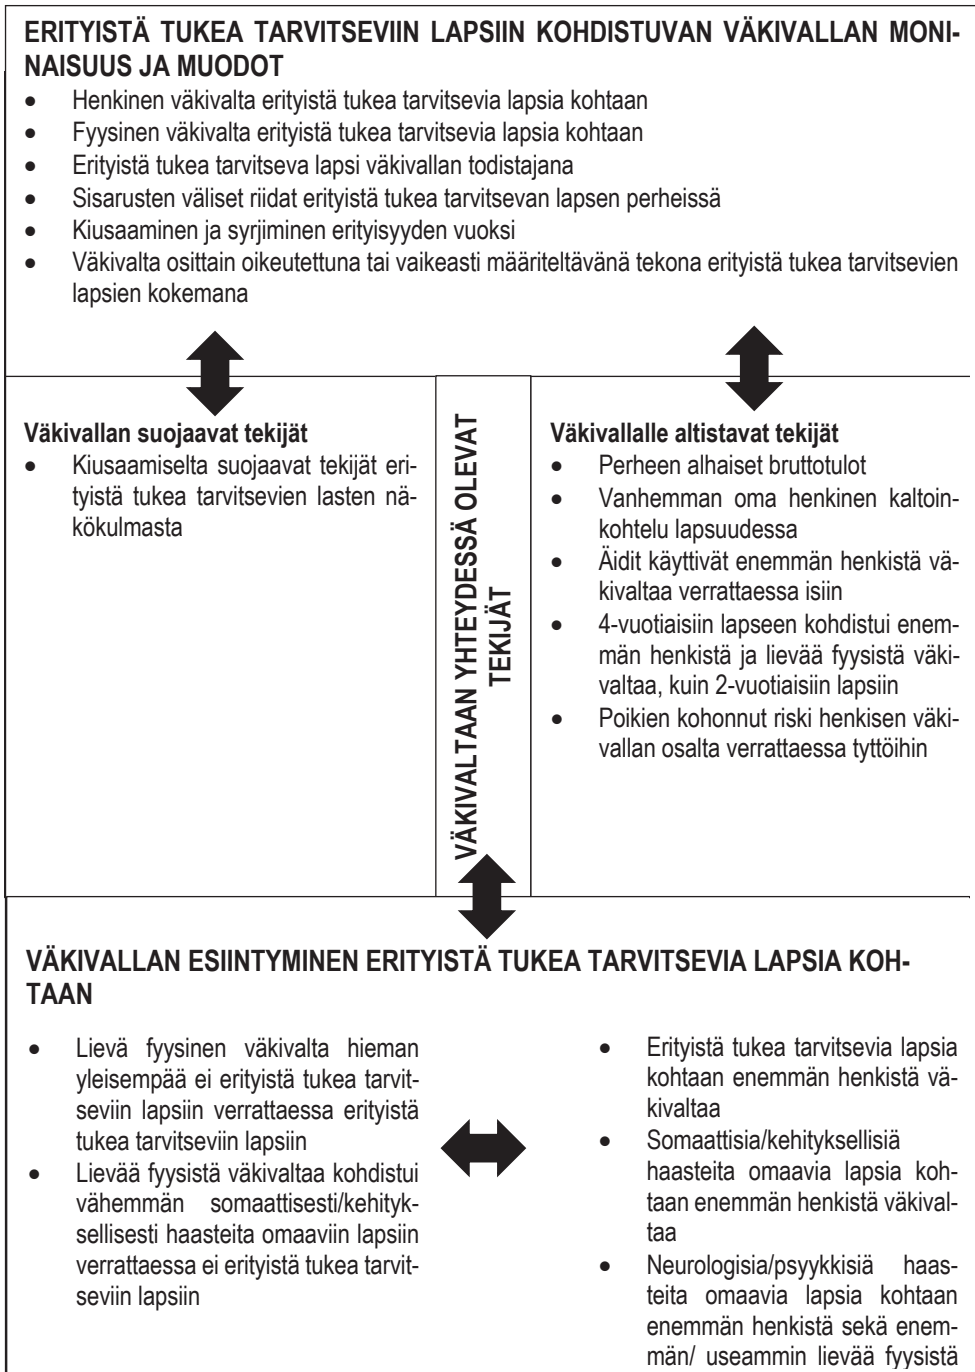 ERITYISTÄ TUKEA TARVITSEVIIN LAPSIIN KOHDISTUVAN VÄKIVALLAN MONI-
NAISUUS JA MUODOT
• Henkinen väkivalta erityistä tukea tarvitsevia lapsia kohtaan
• Fyysinen väkivalta erityistä tukea tarvitsevia lapsia kohtaan
• Erityistä tukea tarvitseva lapsi väkivallan todistajana
• Sisarusten väliset riidat erityistä tukea tarvitsevan lapsen perheissä
• Kiusaaminen ja syrjiminen erityisyyden vuoksi
• Väkivalta osittain oikeutettuna tai vaikeasti määriteltävänä tekona erityistä tukea tarvitsevien
lapsien kokemana
Väkivallan suojaavat tekijät
• Kiusaamiselta suojaavat tekijät eri-
tyistä tukea tarvitsevien lasten nä-
kökulmasta
VÄKIVALTAAN YHTEYDESSÄ OLEVAT
TEKIJÄT
Väkivallalle altistavat tekijät
• Perheen alhaiset bruttotulot
• Vanhemman oma henkinen kaltoin-
kohtelu lapsuudessa
• Äidit käyttivät enemmän henkistä vä-
kivaltaa verrattaessa isiin
• 4-vuotiaisiin lapseen kohdistui enem-
män henkistä ja lievää fyysistä väki-
valtaa, kuin 2-vuotiaisiin lapsiin
• Poikien kohonnut riski henkisen väki-
vallan osalta verrattaessa tyttöihin
VÄKIVALLAN ESIINTYMINEN ERITYISTÄ TUKEA TARVITSEVIA LAPSIA KOH-
TAAN
• Lievä fyysinen väkivalta hieman
yleisempää ei erityistä tukea tarvit-
seviin lapsiin verrattaessa erityistä
tukea tarvitseviin lapsiin
• Lievää fyysistä väkivaltaa kohdistui
vähemmän somaattisesti/kehityk-
sellisesti haasteita omaaviin lapsiin
verrattaessa ei erityistä tukea tarvit-
seviin lapsiin
• Erityistä tukea tarvitsevia lapsia
kohtaan enemmän henkistä vä-
kivaltaa
• Somaattisia/kehityksellisiä
haasteita omaavia lapsia koh-
taan enemmän henkistä väkival-
taa
• Neurologisia/psyykkisiä haas-
teita omaavia lapsia kohtaan
enemmän henkistä sekä enem-
män/ useammin lievää fyysistä